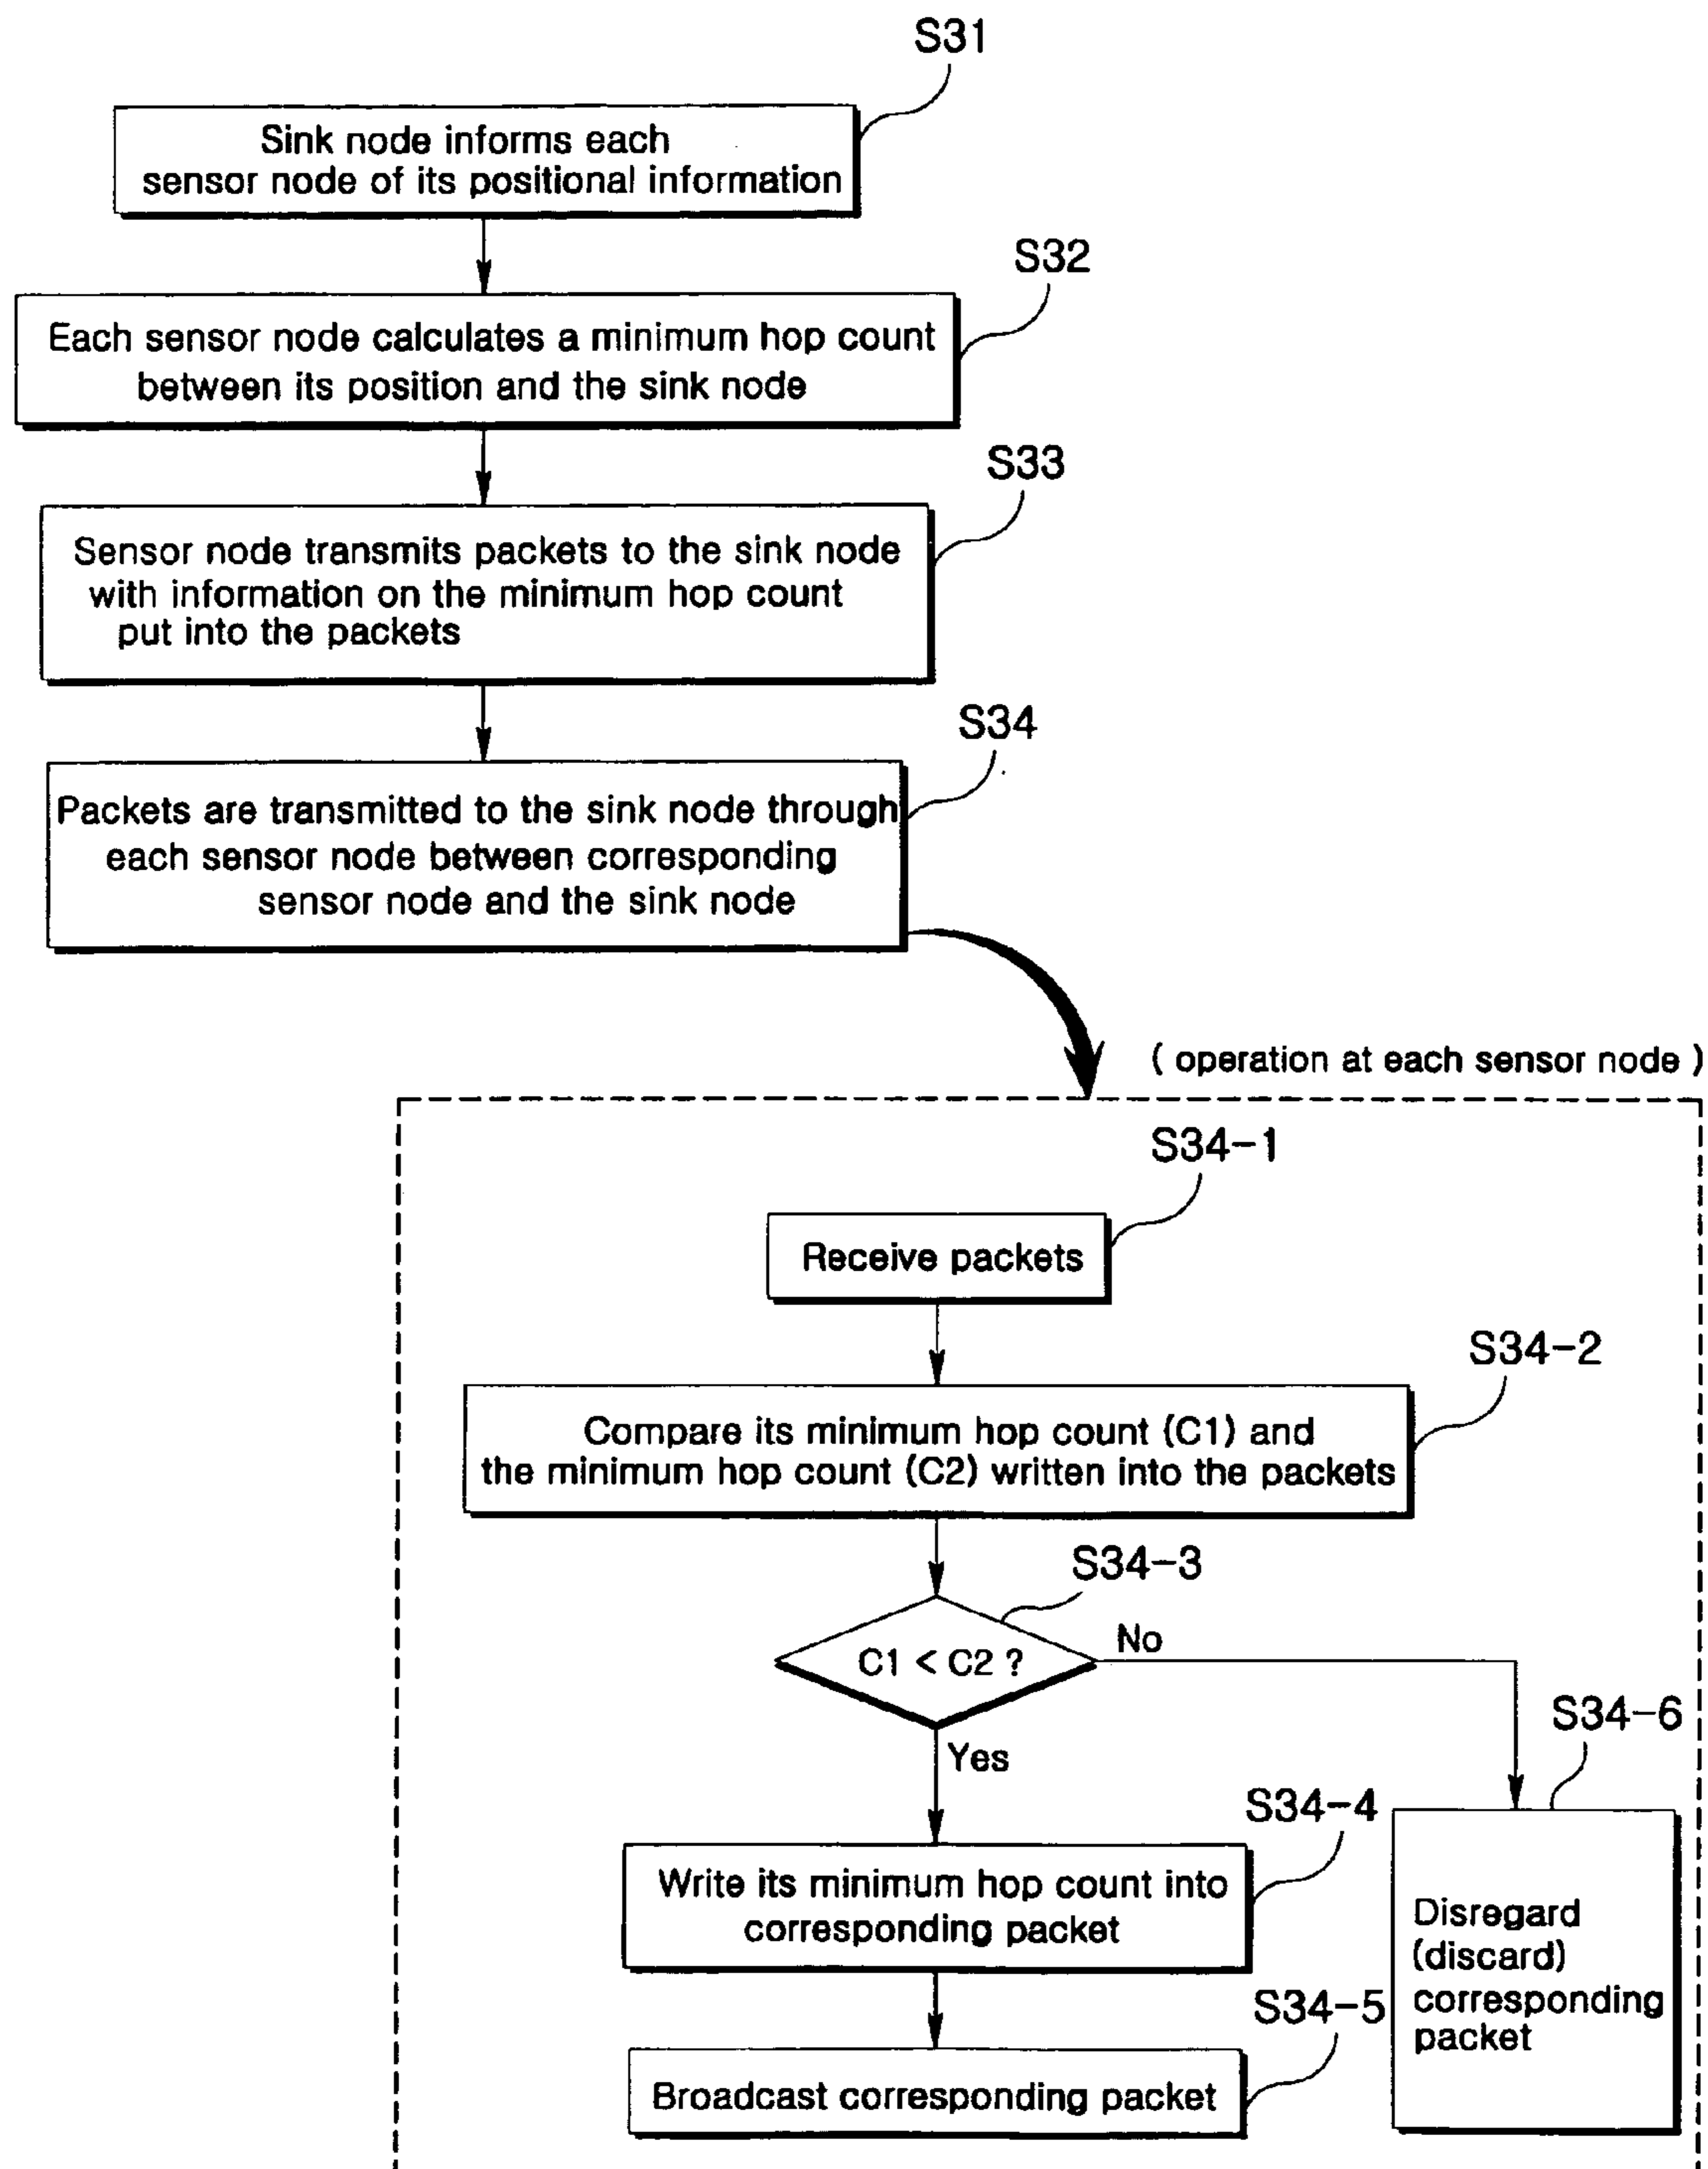 S31
Sink node informs each
sensor node of its positional information
S32
Each sensor node calculates a minimum hop count
between its position and the sink node
S33
Sensor node transmits packets to the sink node
with information on the minimum hop count
put into the packets
S34
Packets are transmitted to the sink node through
each sensor node between corresponding
sensor node and the sink node
( operation at each sensor node )
S34-1
Receive packets
S34-2
Compare its minimum hop count (C1) and
the minimum hop count (C2) written into the packets
S34-3
C1 < C2 ?
No
Yes
S34-4
Write its minimum hop count into
corresponding packet
S34-5
Broadcast corresponding packet
S34-6
Disregard
(discard)
corresponding
packet